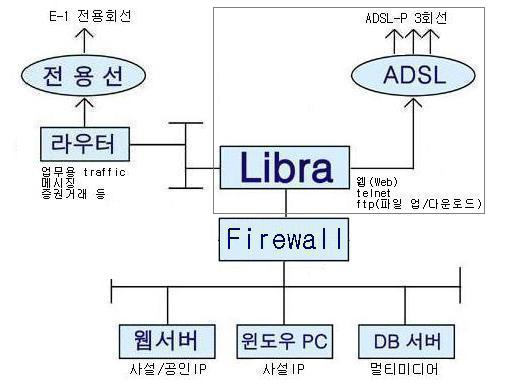 E-1 전용회선
ADSL-P 3회선
전용선
ADSL
라우터
업무용 traffic
메시징
증권거래 등
Libra
웹(Web)
telnet
ftp(파일 업/다운로드)
Firewall
웹서버
윈도우 PC
DB 서버
사설/공인IP
사설IP
멀티미디어